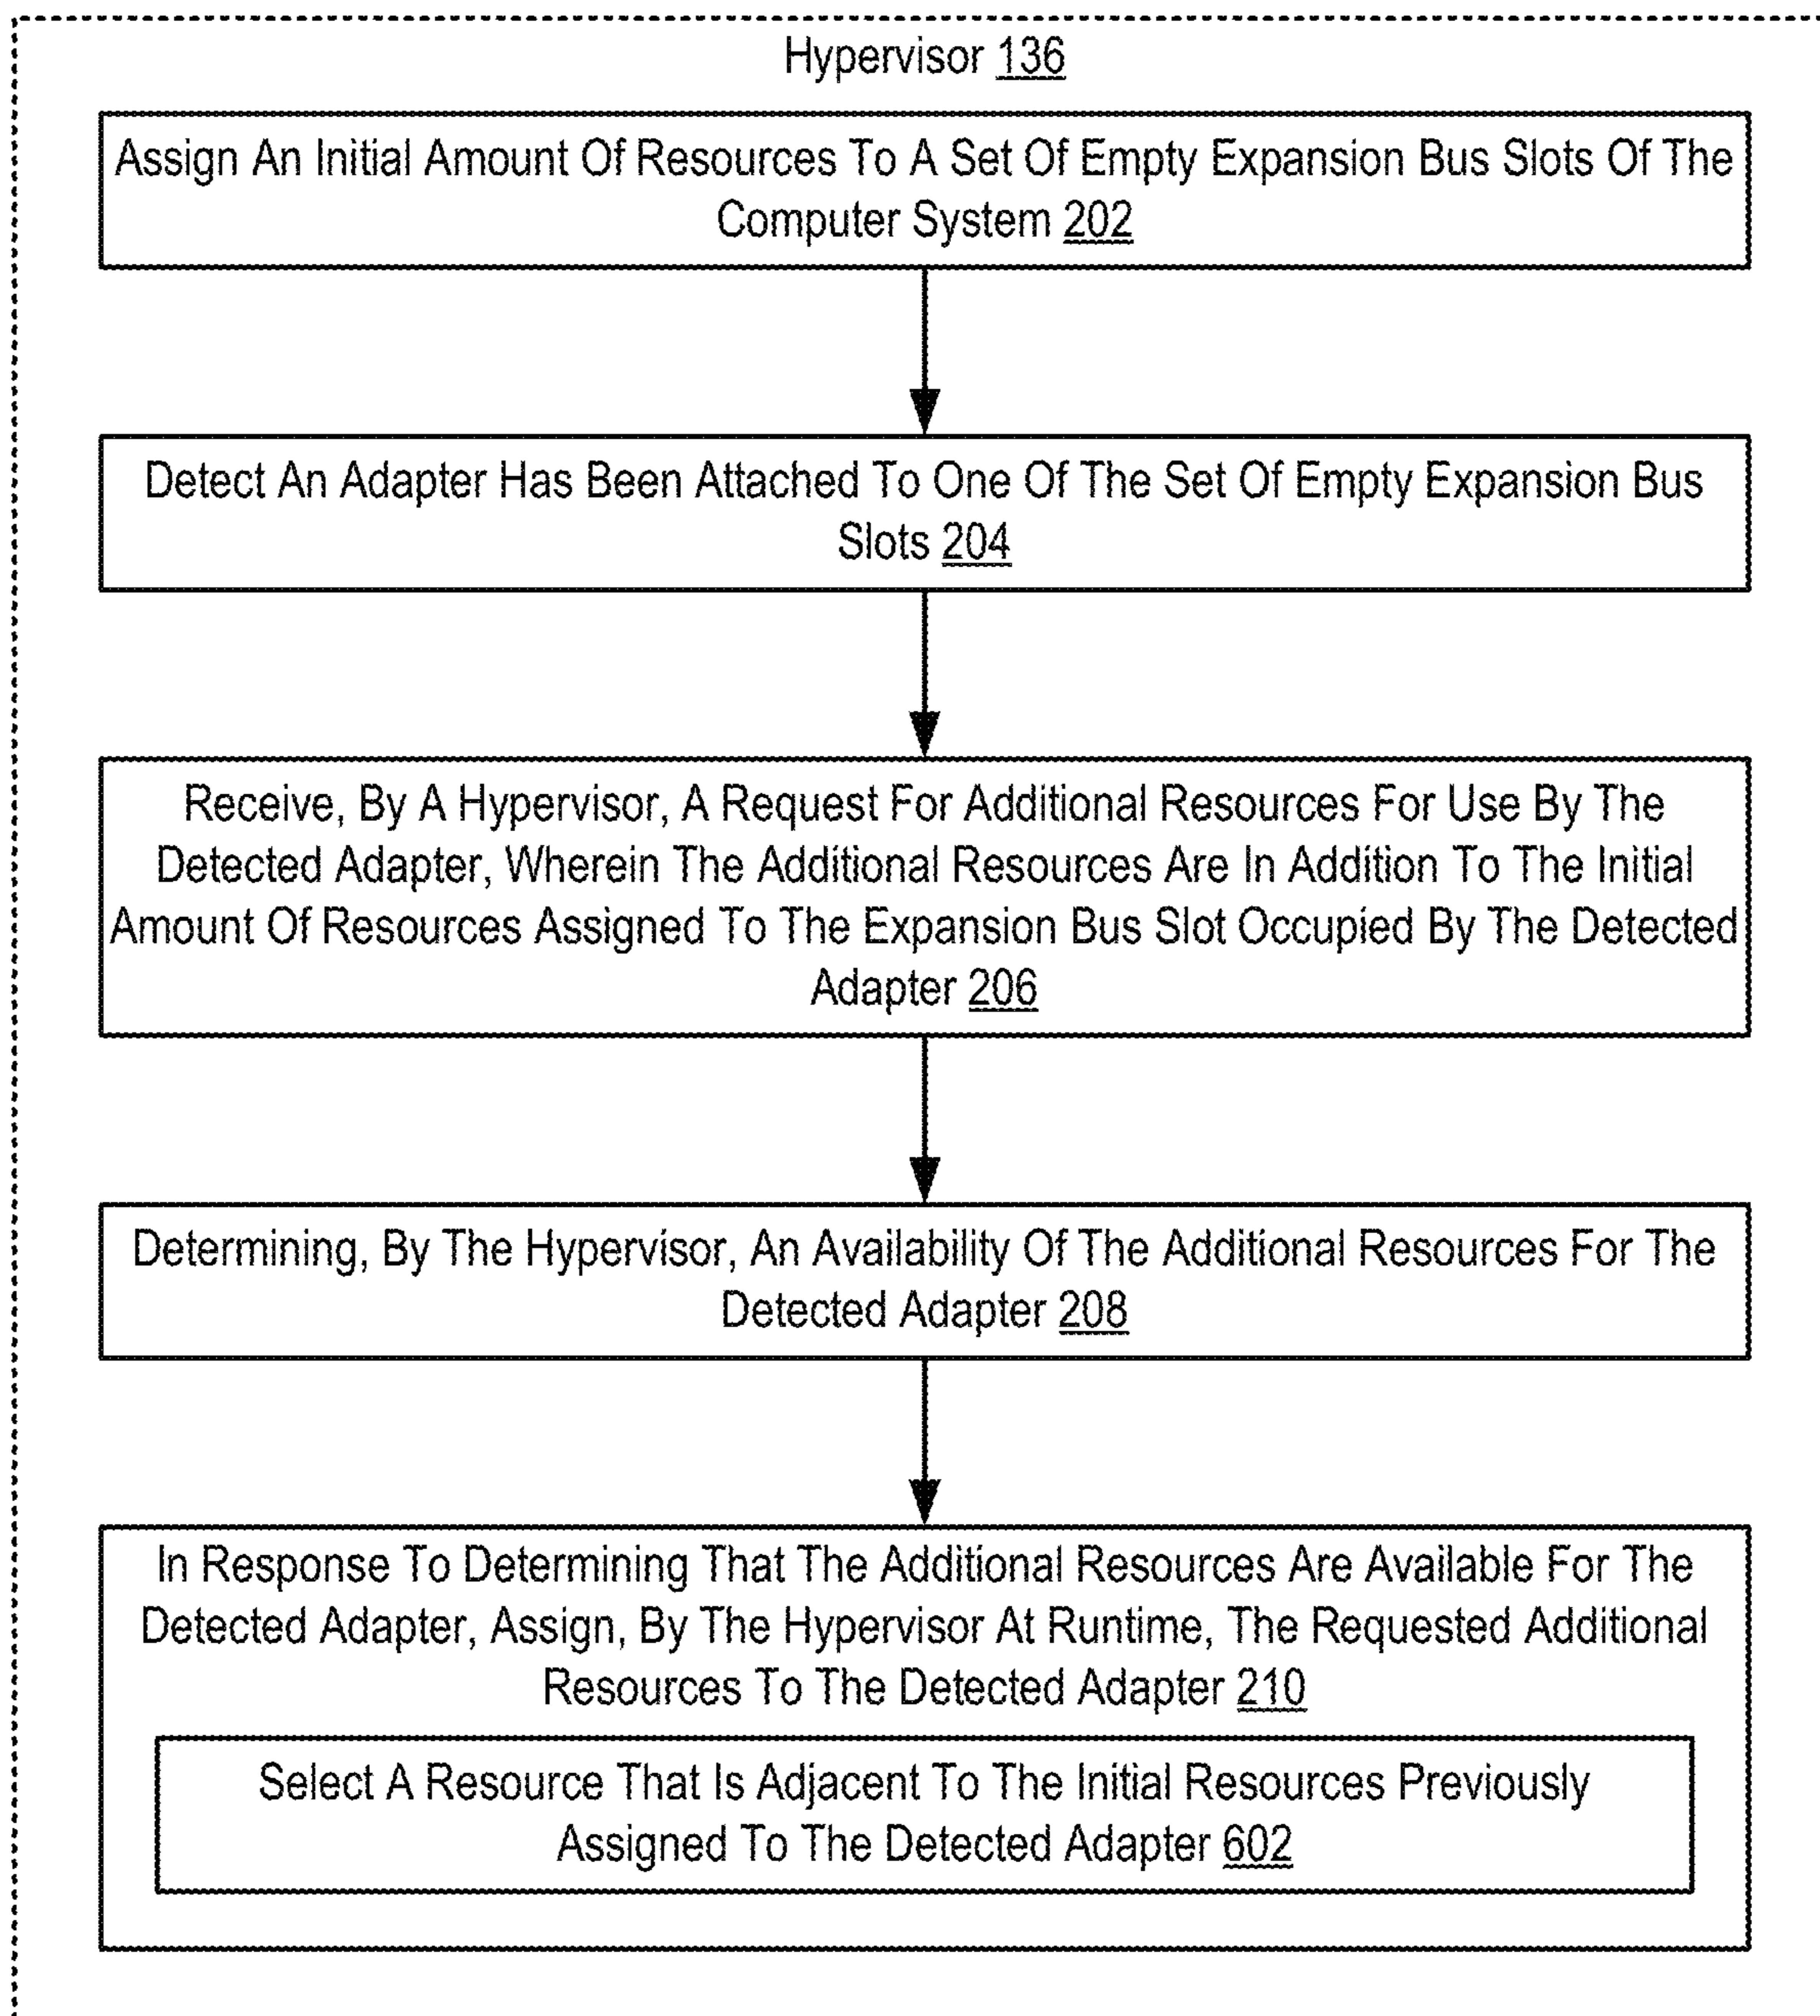 Hypervisor 136
Assign An Initial Amount Of Resources To A Set Of Empty Expansion Bus Slots Of The
Computer System 202
Detect An Adapter Has Been Attached To One Of The Set Of Empty Expansion Bus
Slots 204
Receive, By A Hypervisor, A Request For Additional Resources For Use By The
Detected Adapter, Wherein The Additional Resources Are In Addition To The Initial
Amount Of Resources Assigned To The Expansion Bus Slot Occupied By The Detected
Adapter 206
Determining, By The Hypervisor, An Availability Of The Additional Resources For The
Detected Adapter 208
In Response To Determining That The Additional Resources Are Available For The
Detected Adapter, Assign, By The Hypervisor At Runtime, The Requested Additional
Resources To The Detected Adapter 210
Select A Resource That Is Adjacent To The Initial Resources Previously
Assigned To The Detected Adapter 602